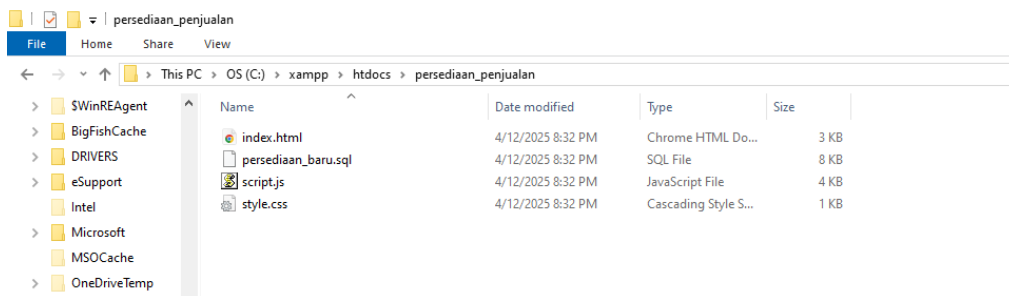 persediaan_penjualan
File Home Share View
This PC > OS (C:) > xampp > htdocs > persediaan_penjualan
$WinREAgent
BigFishCache
DRIVERS
eSupport
Intel
Microsoft
MSOCache
OneDriveTemp
Name Date modified Type Size
index.html 4/12/2025 8:32 PM Chrome HTML Do... 3 KB
persediaan_baru.sql 4/12/2025 8:32 PM SQL File 8 KB
script.js 4/12/2025 8:32 PM JavaScript File 4 KB
style.css 4/12/2025 8:32 PM Cascading Style S... 1 KB